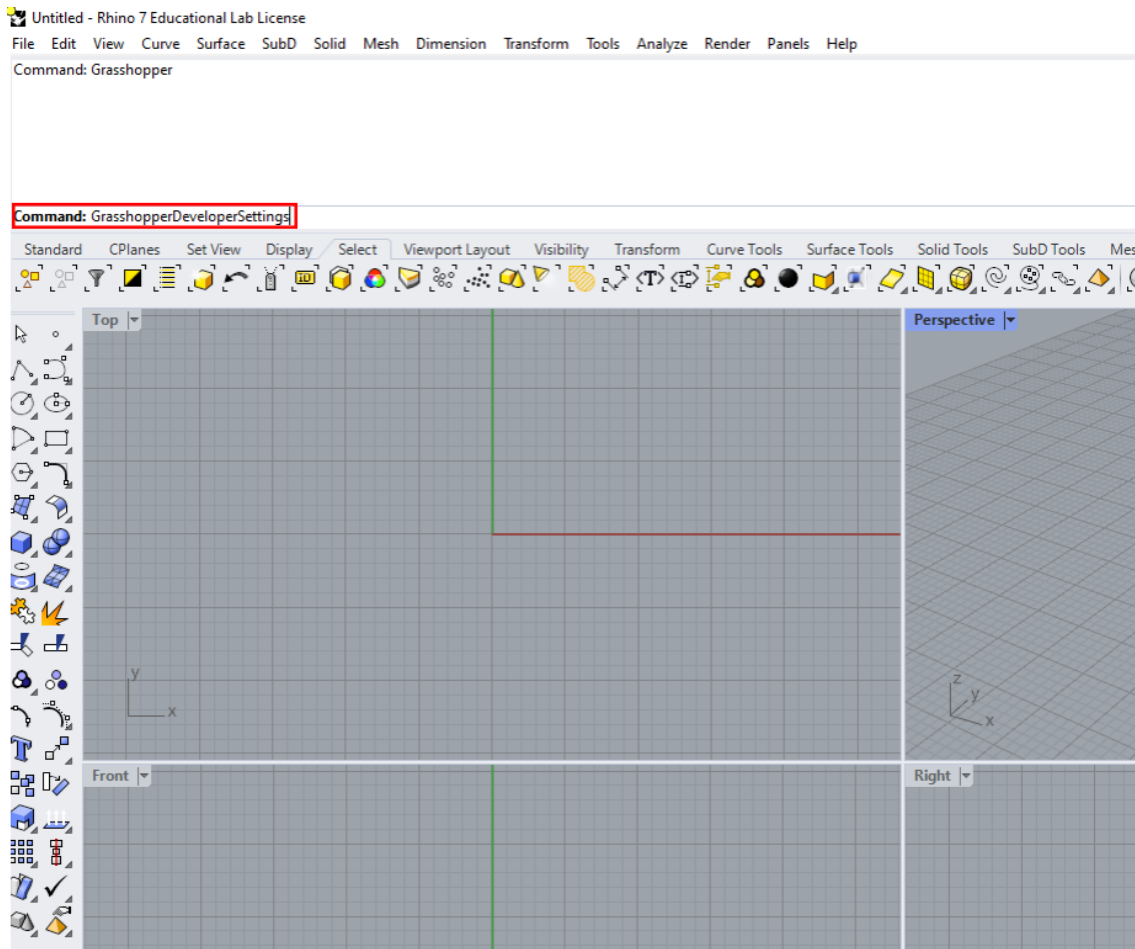 Untitled - Rhino 7 Educational Lab License
File Edit View Curve Surface SubD Solid Mesh Dimension Transform Tools Analyze Render Panels Help
Command: Grasshopper
Command: GrasshopperDeveloperSettings
Standard CPlanes Set View Display Select Viewport Layout Visibility Transform Curve Tools Surface Tools Solid Tools SubD Tools Mes
Top
Perspective
y
x
z
y
x
Front
Right